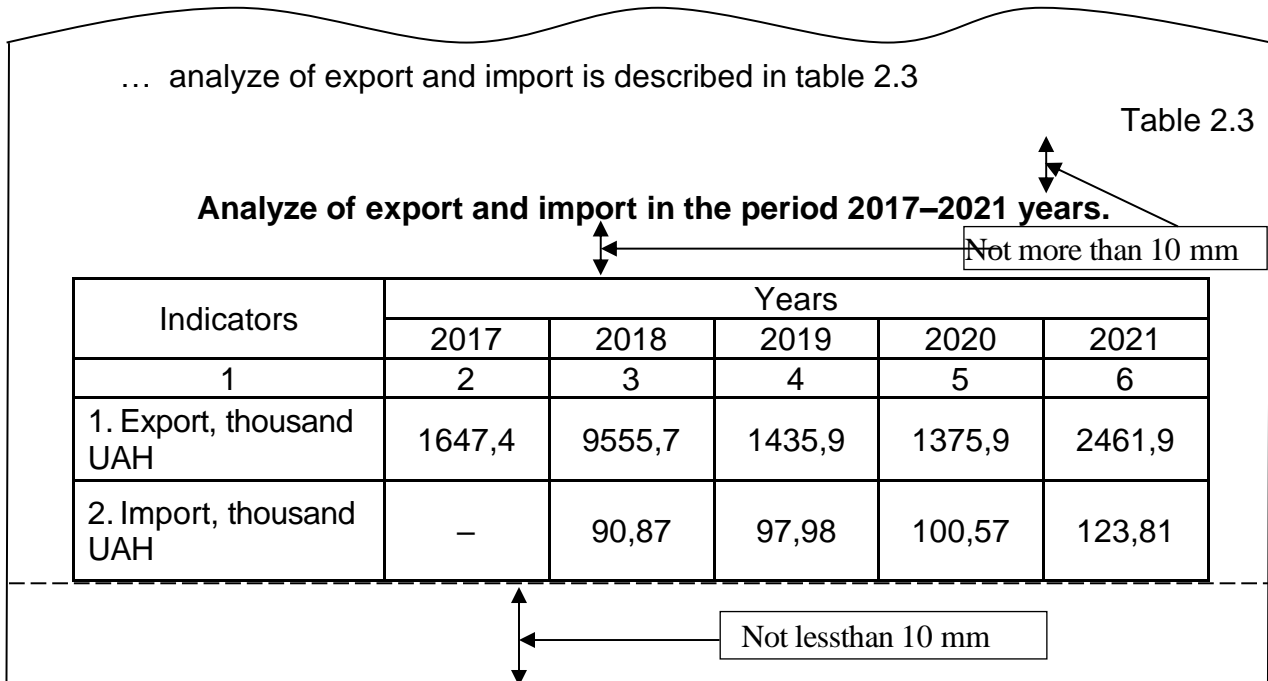 … analyze of export and import is described in table 2.3
Table 2.3
Analyze of export and import in the period 2017–2021 years.
Not more than 10 mm
Indicators Years
2017 2018 2019 2020 2021
1 2 3 4 5 6
1. Export, thousand
UAH 1647,4 9555,7 1435,9 1375,9 2461,9
2. Import, thousand
UAH – 90,87 97,98 100,57 123,81
Not lessthan 10 mm